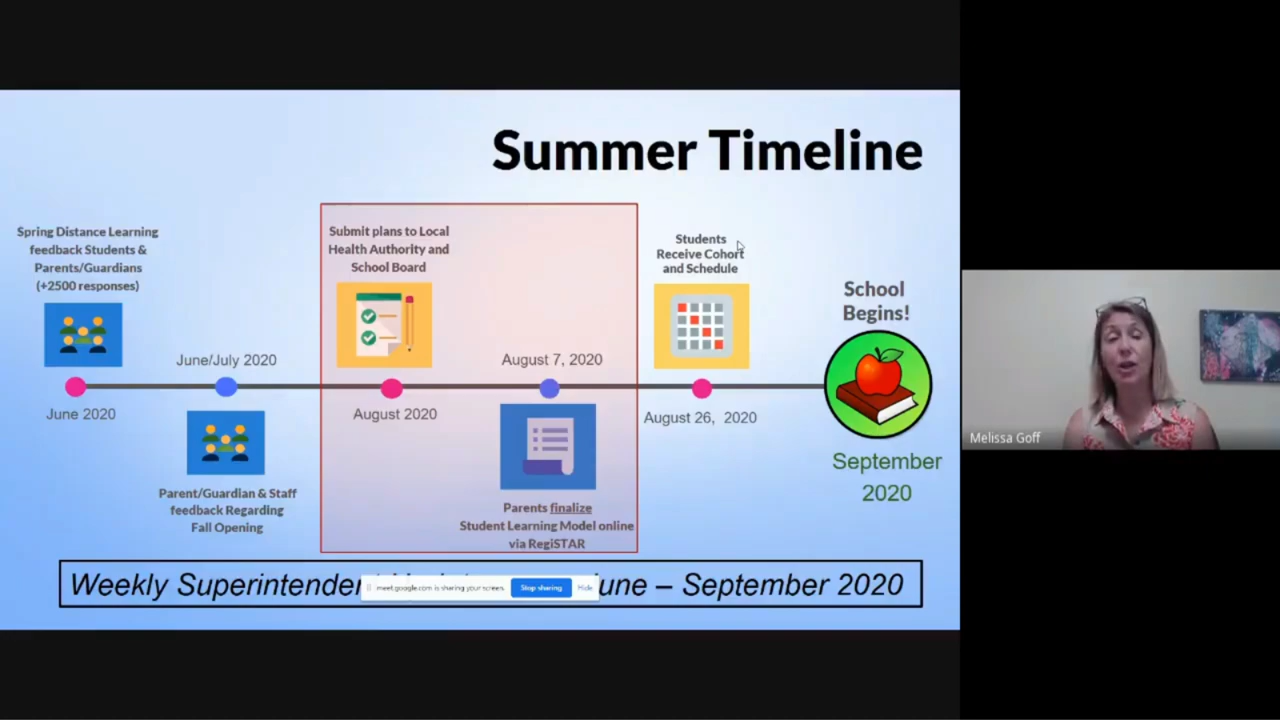 Summer Timeline
Spring Distance Learning
feedback Students &
Parents/Guardians
(+2500 responses)
June 2020
June/July 2020
Parent/Guardian & Staff
feedback Regarding
Fall Opening
Submit plans to Local
Health Authority and
School Board
August 2020
August 7, 2020
Parents finalize
Student Learning Model online
via RegiSTAR
Students
Receive Cohort
and Schedule
August 26, 2020
School
Begins!
September
2020
Weekly Superintendent June – September 2020
meet.google.com is sharing your screen. Stop sharing Hide
Melissa Goff